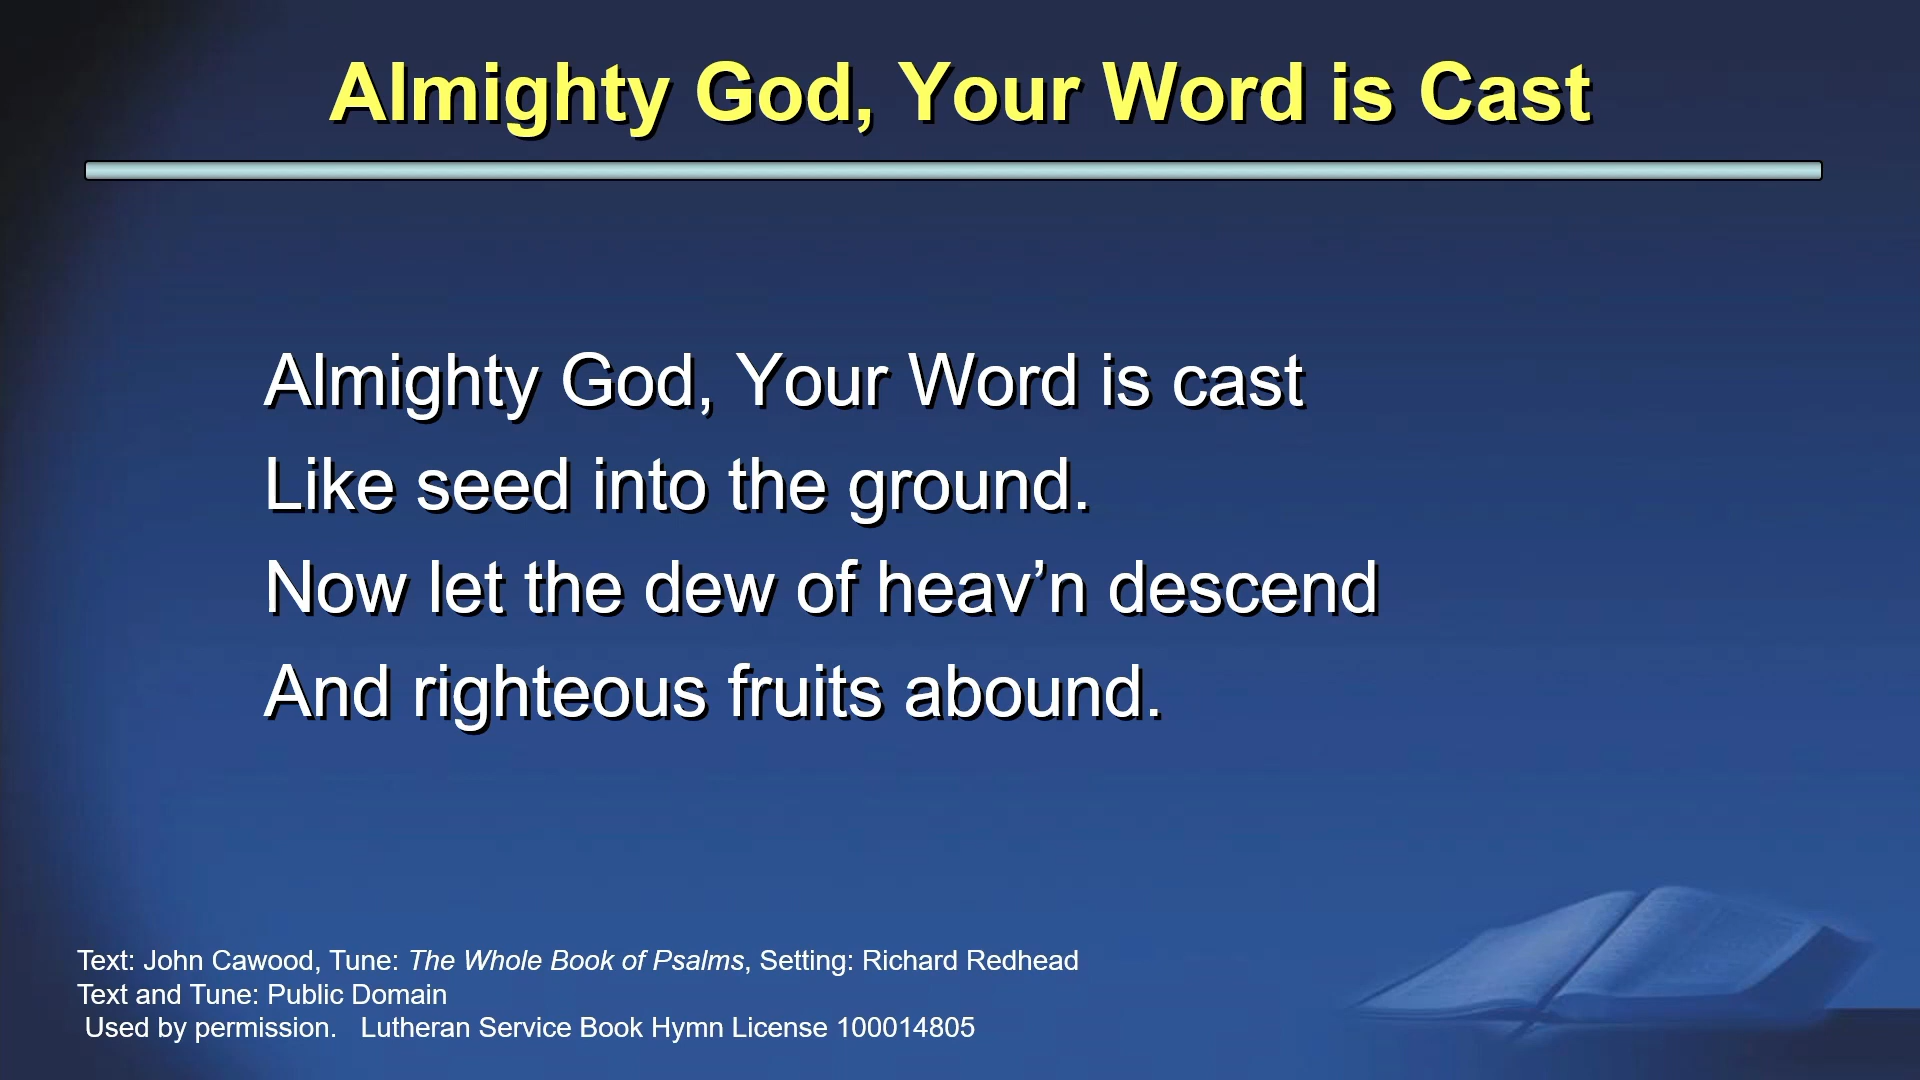 Almighty God, Your Word is Cast
Almighty God, Your Word is cast
Like seed into the ground.
Now let the dew of heav’n descend
And righteous fruits abound.
Text: John Cawood, Tune: The Whole Book of Psalms, Setting: Richard Redhead
Text and Tune: Public Domain
Used by permission.   Lutheran Service Book Hymn License 100014805